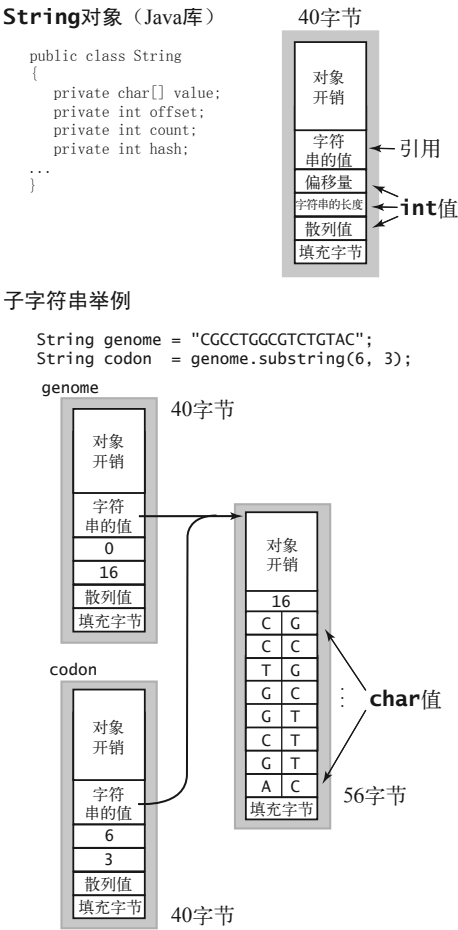 String对象（Java库）
40字节
public class String
{
private char[] value;
private int offset;
private int count;
private int hash;
...
}
对象
开销
字符
串的值
偏移量
字符串的长度
散列值
填充字节
引用
int值
子字符串举例
String genome = "CGCCTGGCGTCTGTAC";
String codon = genome.substring(6, 3);
genome
40字节
对象
开销
字符
串的值
0
16
散列值
填充字节
codon
对象
开销
字符
串的值
6
3
散列值
填充字节
40字节
对象
开销
16
C G
C C
T G
G C
G T
C T
G T
A C
填充字节
⋮
char值
56字节